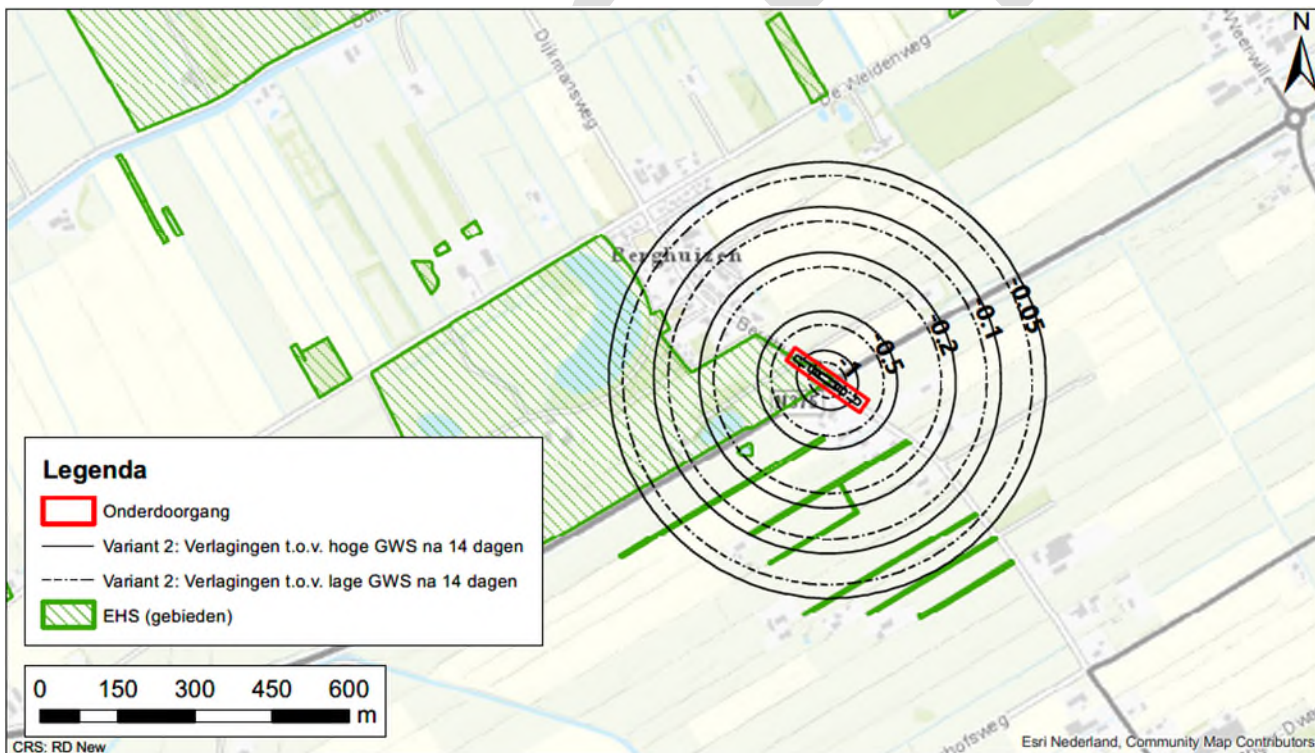 N
Weerwille
Dijkmansweg
De Weidenweg
Berghuizen
-0.05
-0.1
-0.2
-0.5
-1
N375
Legenda
Onderdoorgang
Variant 2: Verlagingen t.o.v. hoge GWS na 14 dagen
Variant 2: Verlagingen t.o.v. lage GWS na 14 dagen
EHS (gebieden)
0 150 300 450 600
m
CRS: RD New
Esri Nederland, Community Map Contributors